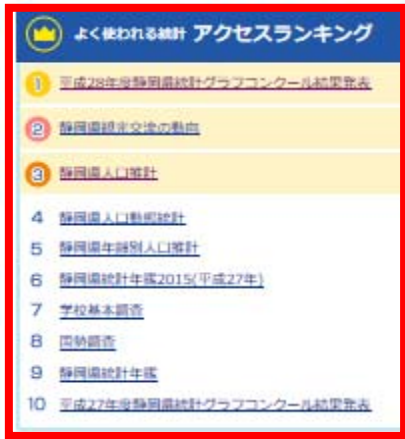 よく使われる統計 アクセスランキング
1 平成28年度静岡県統計グラフコンクール結果発表
2 静岡県観光交流の動向
3 静岡県人口推計
4 静岡県人口動態統計
5 静岡県年齢別人口推計
6 静岡県統計年鑑2015(平成27年)
7 学校基本調査
8 国勢調査
9 静岡県統計年鑑
10 平成27年度静岡県統計グラフコンクール結果発表